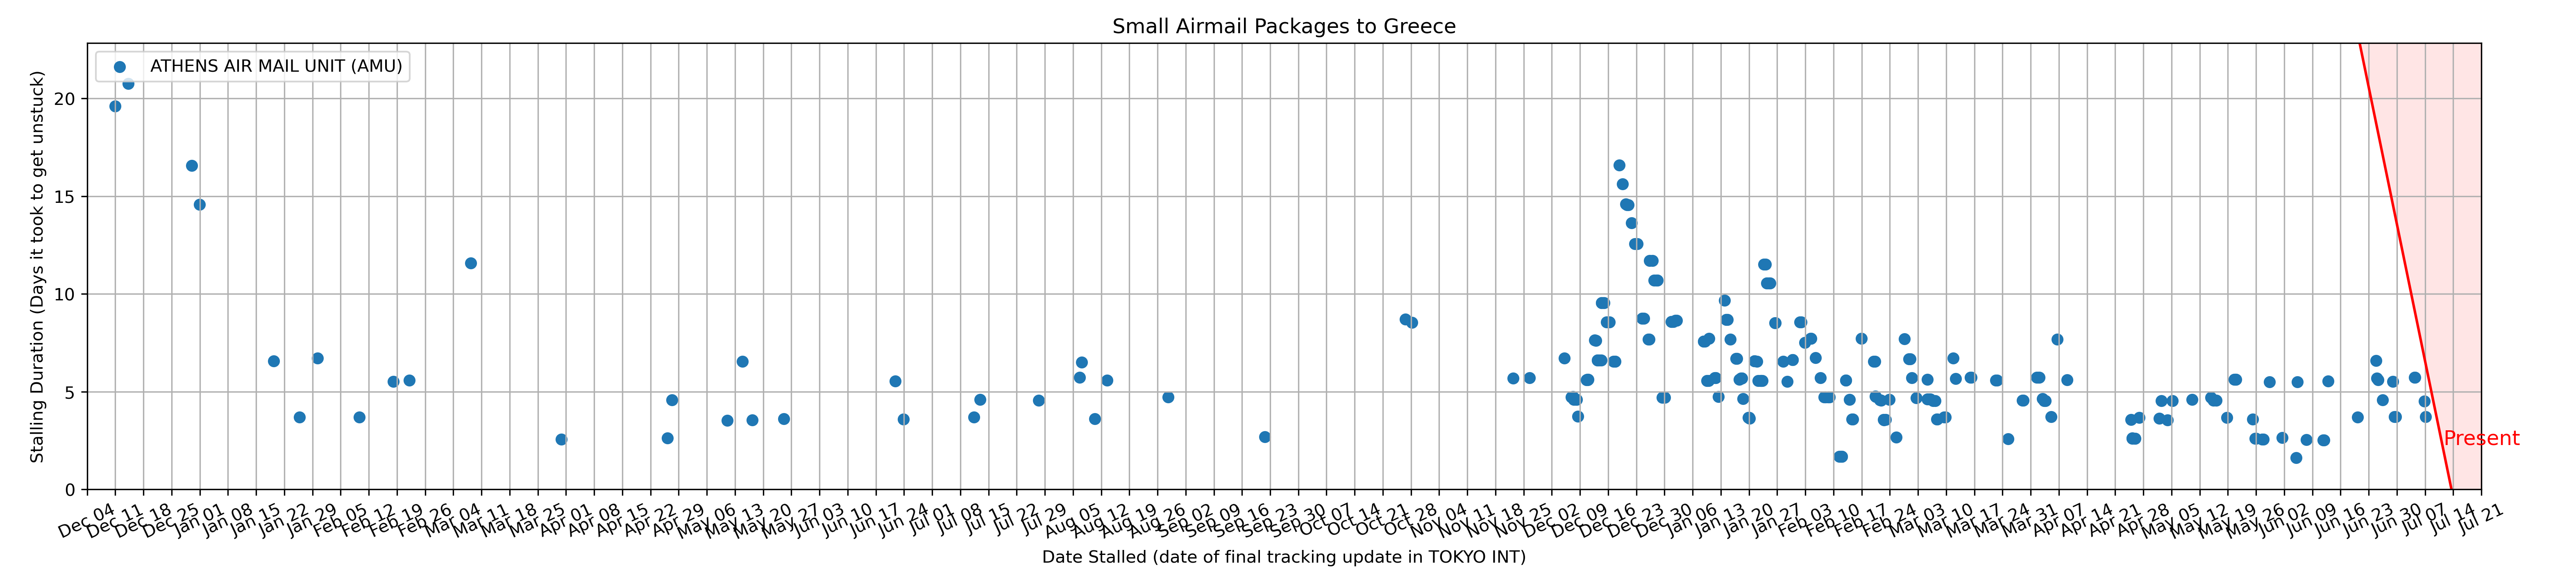 Small Airmail Packages to Greece
ATHENS AIR MAIL UNIT (AMU)
Stalling Duration (Days it took to get unstuck)
20
15
10
5
0
Present
Dec 04
Dec 11
Dec 18
Dec 25
Jan 01
Jan 08
Jan 15
Jan 22
Jan 29
Feb 05
Feb 12
Feb 19
Feb 26
Mar 04
Mar 11
Mar 18
Mar 25
Apr 01
Apr 08
Apr 15
Apr 22
Apr 29
May 06
May 13
May 20
May 27
Jun 03
Jun 10
Jun 17
Jun 24
Jul 01
Jul 08
Jul 15
Jul 22
Jul 29
Aug 05
Aug 12
Aug 19
Aug 26
Sep 02
Sep 09
Sep 16
Sep 23
Sep 30
Oct 07
Oct 14
Oct 21
Oct 28
Nov 04
Nov 11
Nov 18
Nov 25
Dec 02
Dec 09
Dec 16
Dec 23
Dec 30
Jan 06
Jan 13
Jan 20
Jan 27
Feb 03
Feb 10
Feb 17
Feb 24
Mar 03
Mar 10
Mar 17
Mar 24
Mar 31
Apr 07
Apr 14
Apr 21
Apr 28
May 05
May 12
May 19
May 26
Jun 02
Jun 09
Jun 16
Jun 23
Jun 30
Jul 07
Jul 14
Jul 21
Date Stalled (date of final tracking update in TOKYO INT)